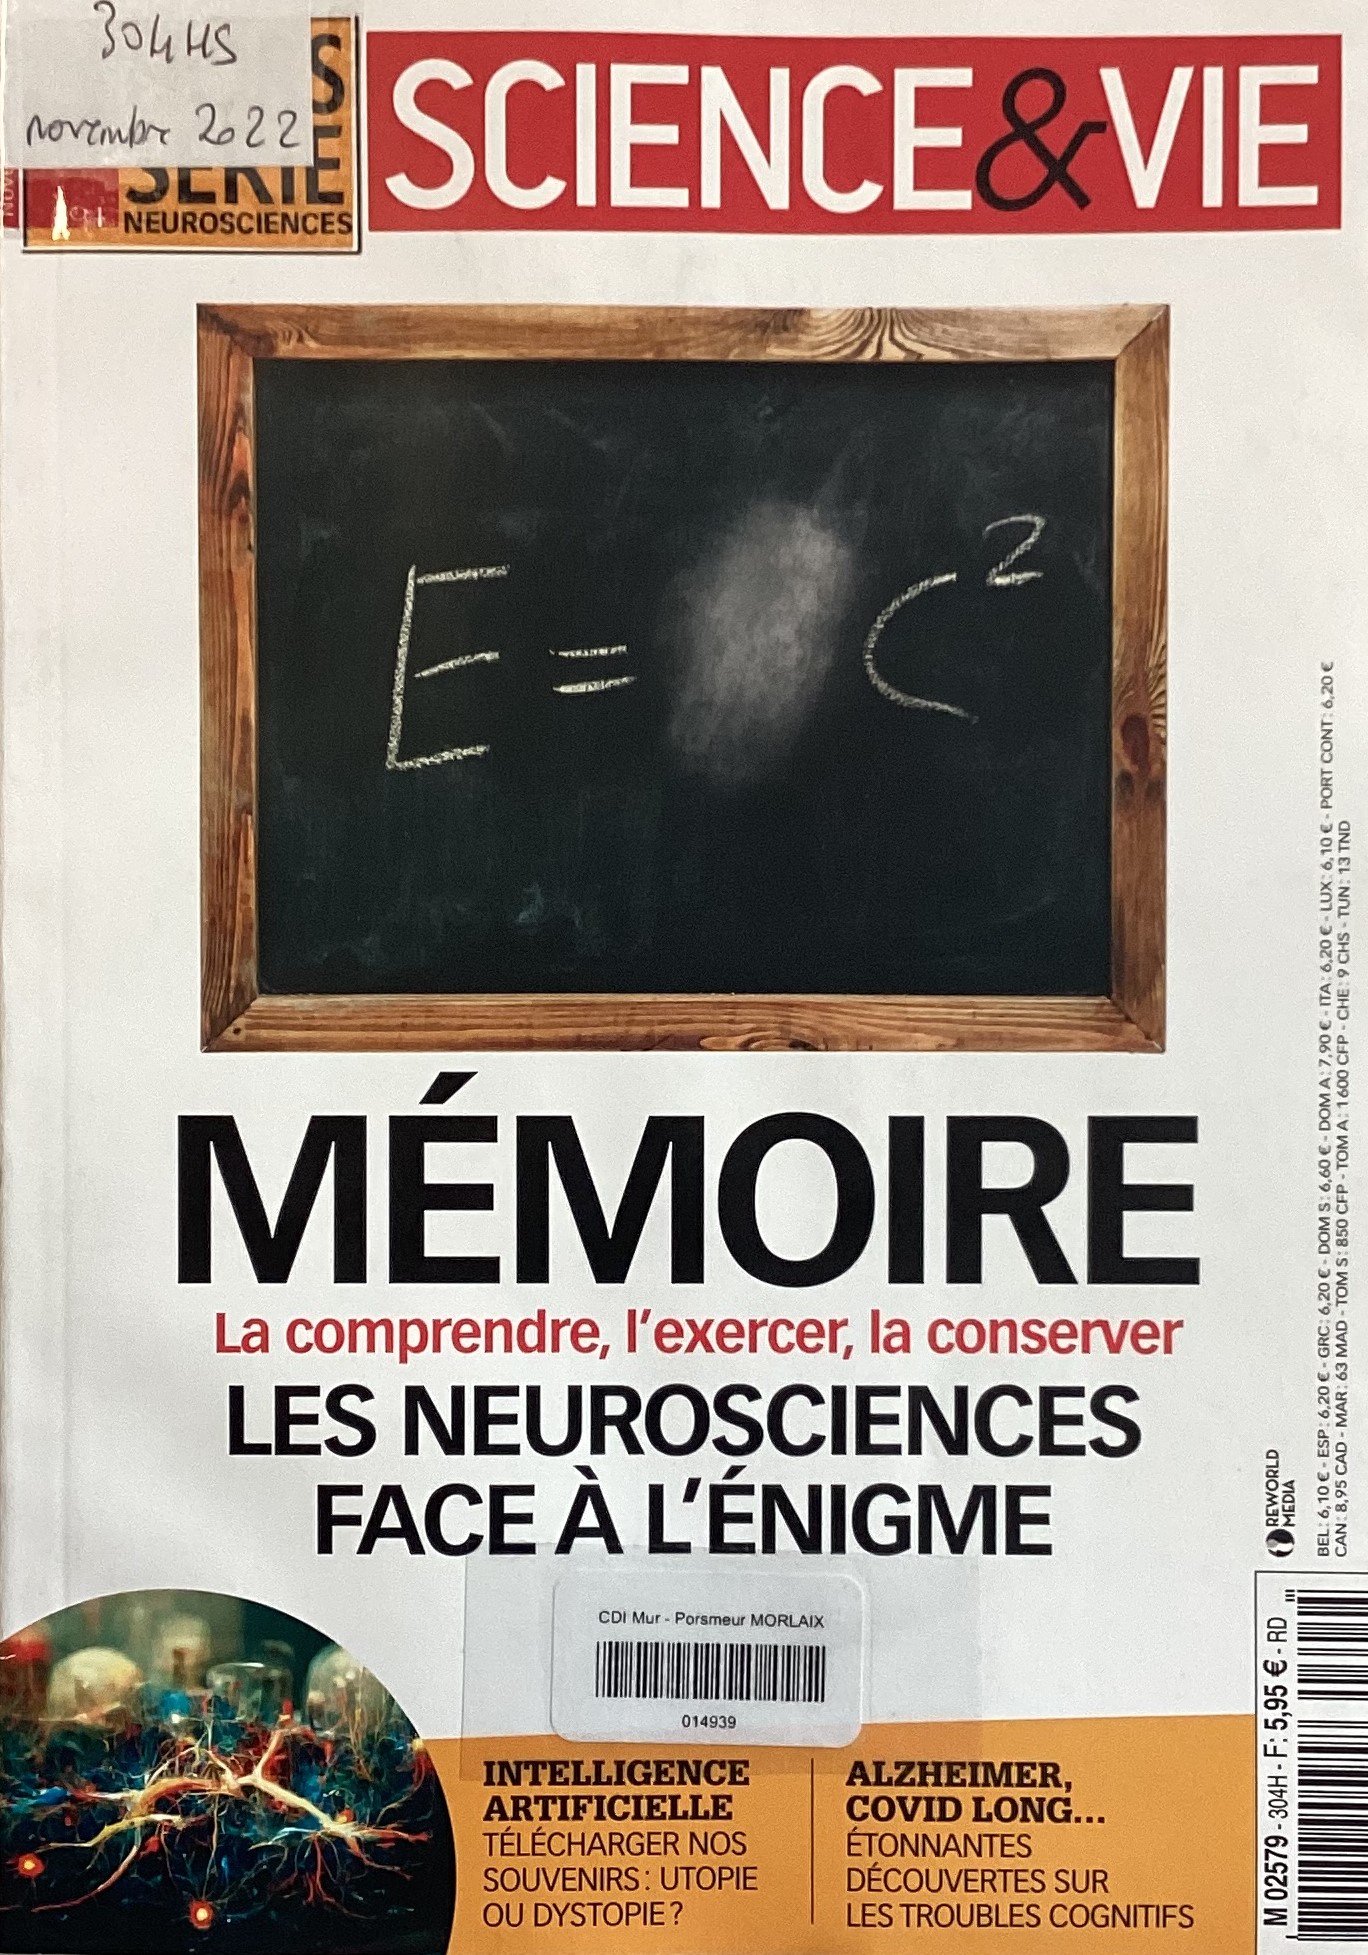 304 HS
novembre 2022
SÉRIE
NEUROSCIENCES
SCIENCE&VIE
E = C²
MÉMOIRE
La comprendre, l'exercer, la conserver
LES NEUROSCIENCES
FACE À L'ÉNIGME
CDI Mur - Porsmeur MORLAIX
014939
INTELLIGENCE
ARTIFICIELLE
TÉLÉCHARGER NOS
SOUVENIRS : UTOPIE
OU DYSTOPIE ?
ALZHEIMER,
COVID LONG...
ÉTONNANTES
DÉCOUVERTES SUR
LES TROUBLES COGNITIFS
REWORLD
MEDIA
BEL : 6,10 € - ESP : 6,20 € - GRC : 6,20 € - DOM S : 6,60 € - DOM A : 7,90 € - ITA : 6,20 € - LUX : 6,10 € - PORT CONT : 6,20 €
CAN : 8,95 CAD - MAR : 63 MAD - TOM S : 850 CFP - TOM A : 1600 CFP - CHE : 9 CHS - TUN : 13 TND
M 02579 - 304H - F: 5,95 € - RD